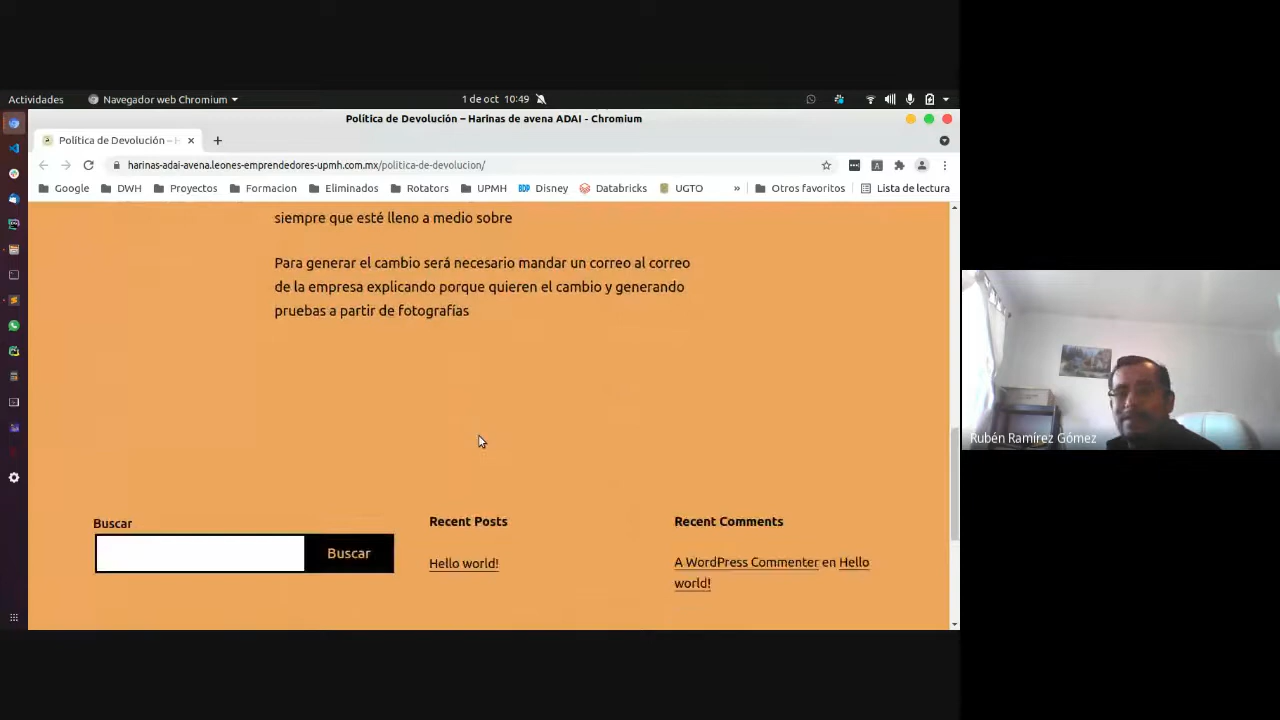 Actividades
Navegador web Chromium
1 de oct 10:49
Política de Devolución – Harinas de avena ADAI - Chromium
Política de Devolución – H
harinas-adai-avena.leones-emprendedores-upmh.com.mx/politica-de-devolucion/
Google DWH Proyectos Formacion Eliminados Rotators UPMH BDP Disney Databricks UGTO » Otros favoritos Lista de lectura
siempre que esté lleno a medio sobre
Para generar el cambio será necesario mandar un correo al correo
de la empresa explicando porque quieren el cambio y generando
pruebas a partir de fotografías
Buscar
Buscar
Recent Posts
Hello world!
Recent Comments
A WordPress Commenter en Hello
world!
Rubén Ramírez Gómez